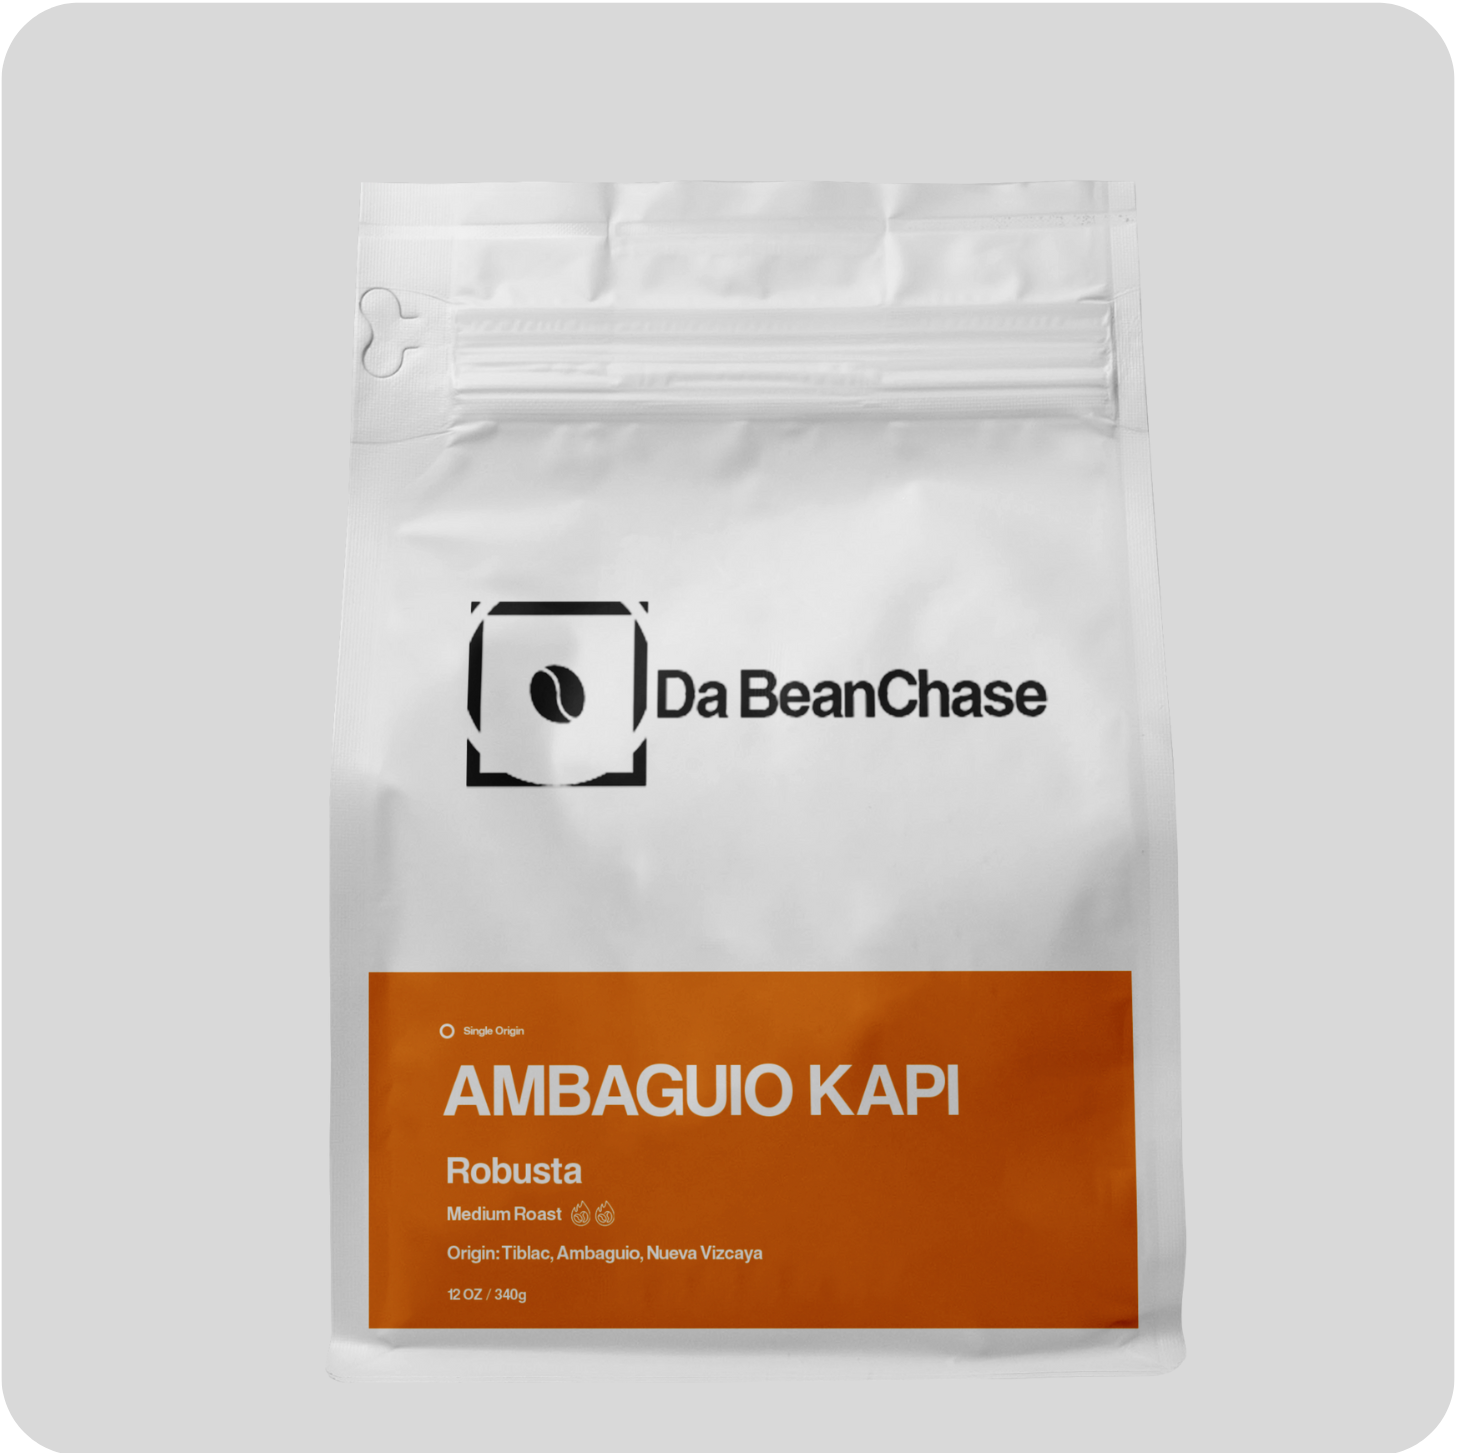 Da BeanChase
Single Origin
AMBAGUIO KAPI
Robusta
Medium Roast
Origin: Tiblac, Ambaguio, Nueva Vizcaya
12 OZ / 340g